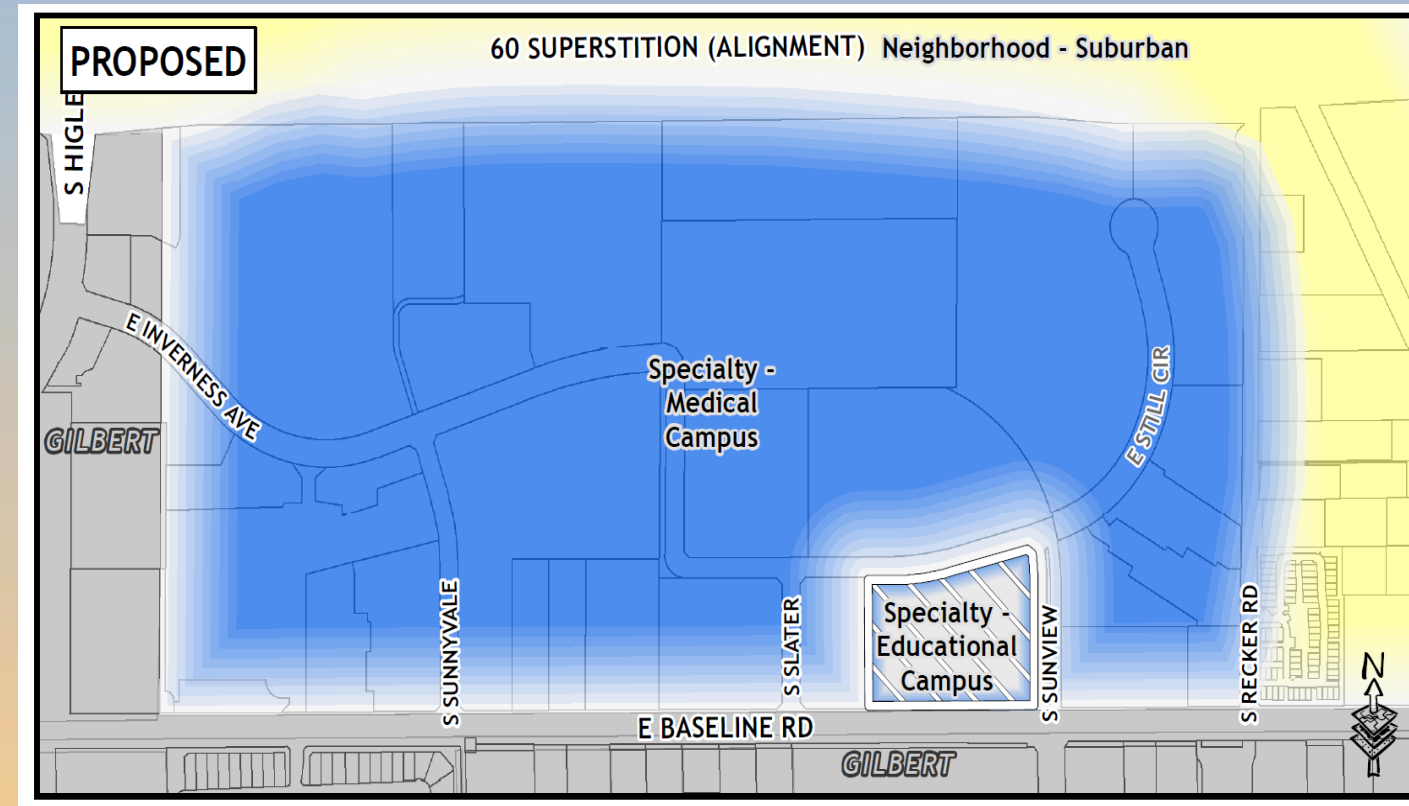 PROPOSED
60 SUPERSTITION (ALIGNMENT) Neighborhood - Suburban
S HIGLE
E INVERNESS AVE
GILBERT
Specialty -
Medical
Campus
E STILL CIR
S SUNNYVALE
S SLATER
Specialty -
Educational
Campus
S SUNVIEW
S RECKER RD
N
E BASELINE RD
GILBERT